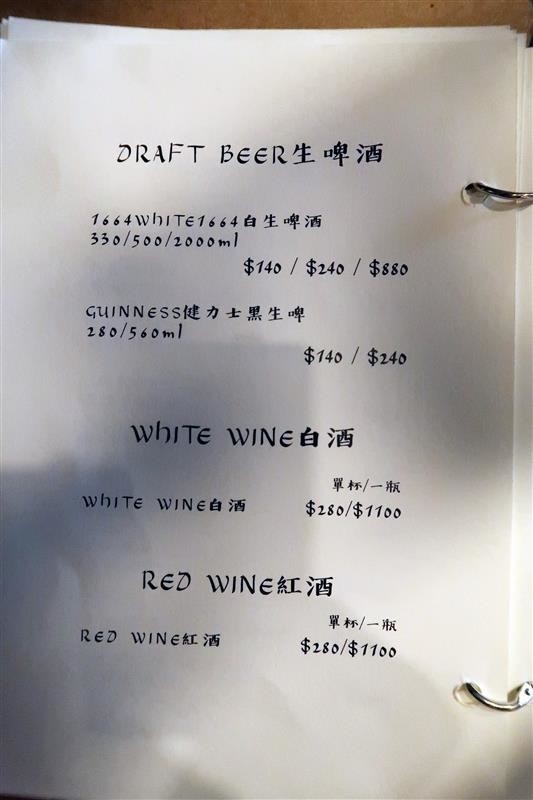 DRAFT BEER生啤酒
1664WHITE1664白生啤酒
330/500/2000ml
$140 / $240 / $880
GUINNESS健力士黑生啤
280/560ml
$140 / $240
WHITE WINE白酒
單杯/一瓶
WHITE WINE白酒 $280/$1100
RED WINE紅酒
單杯/一瓶
RED WINE紅酒 $280/$1100